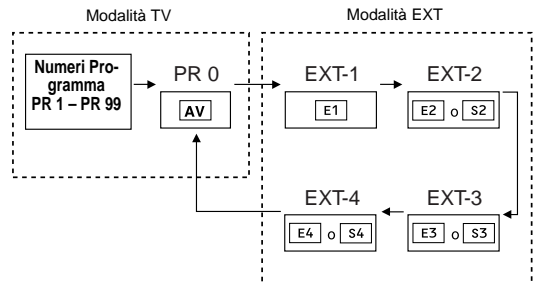 Modalità TV
Modalità EXT
Numeri Pro-
gramma
PR 1 – PR 99
PR 0
AV
EXT-1
E1
EXT-2
E2 o S2
EXT-4
E4 o S4
EXT-3
E3 o S3